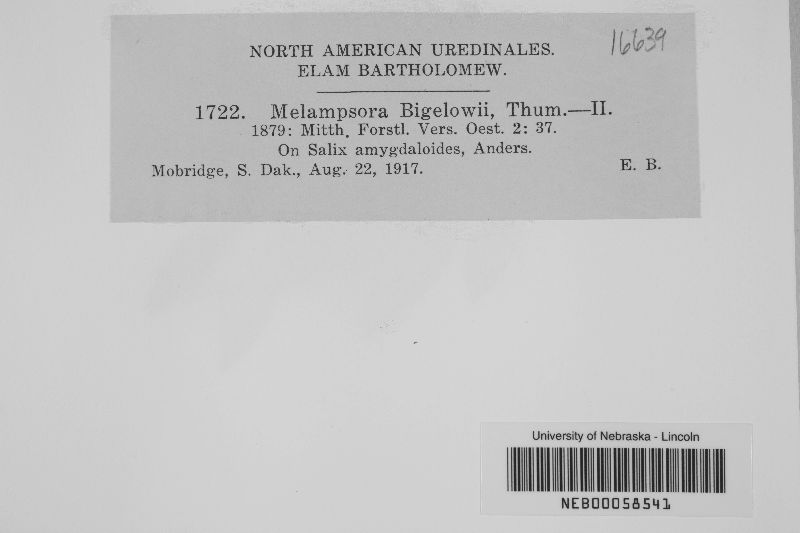 16639
NORTH AMERICAN UREDINALES.
ELAM BARTHOLOMEW.
1722. Melampsora Bigelowii, Thum.—II.
1879: Mitth. Forstl. Vers. Oest. 2: 37.
On Salix amygdaloides, Anders.
Mobridge, S. Dak., Aug. 22, 1917. E. B.
University of Nebraska - Lincoln
NEB00058541